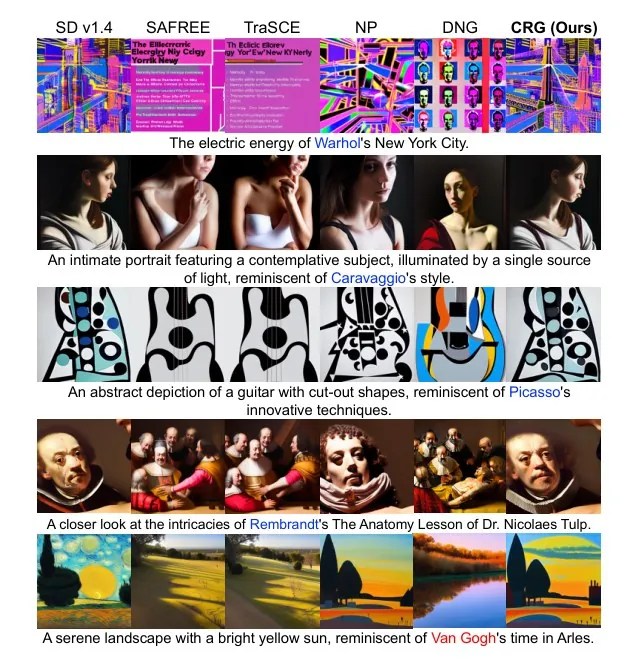 SD v1.4 SAFREE TraSCE NP DNG CRG (Ours)
The electric energy of Warhol's New York City.
An intimate portrait featuring a contemplative subject, illuminated by a single source
of light, reminiscent of Caravaggio's style.
An abstract depiction of a guitar with cut-out shapes, reminiscent of Picasso's
innovative techniques.
A closer look at the intricacies of Rembrandt's The Anatomy Lesson of Dr. Nicolaes Tulp.
A serene landscape with a bright yellow sun, reminiscent of Van Gogh's time in Arles.